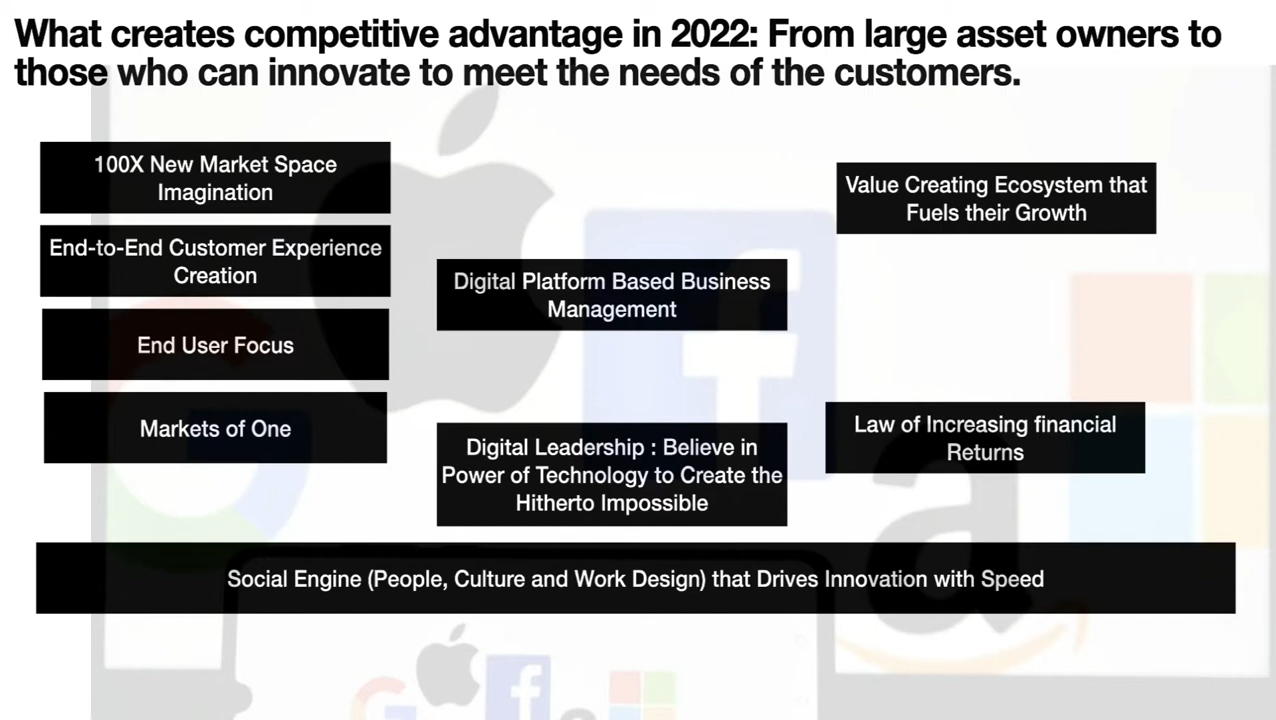 What creates competitive advantage in 2022: From large asset owners to
those who can innovate to meet the needs of the customers.
100X New Market Space
Imagination
End-to-End Customer Experience
Creation
End User Focus
Markets of One
Digital Platform Based Business
Management
Digital Leadership : Believe in
Power of Technology to Create the
Hitherto Impossible
Value Creating Ecosystem that
Fuels their Growth
Law of Increasing financial
Returns
Social Engine (People, Culture and Work Design) that Drives Innovation with Speed